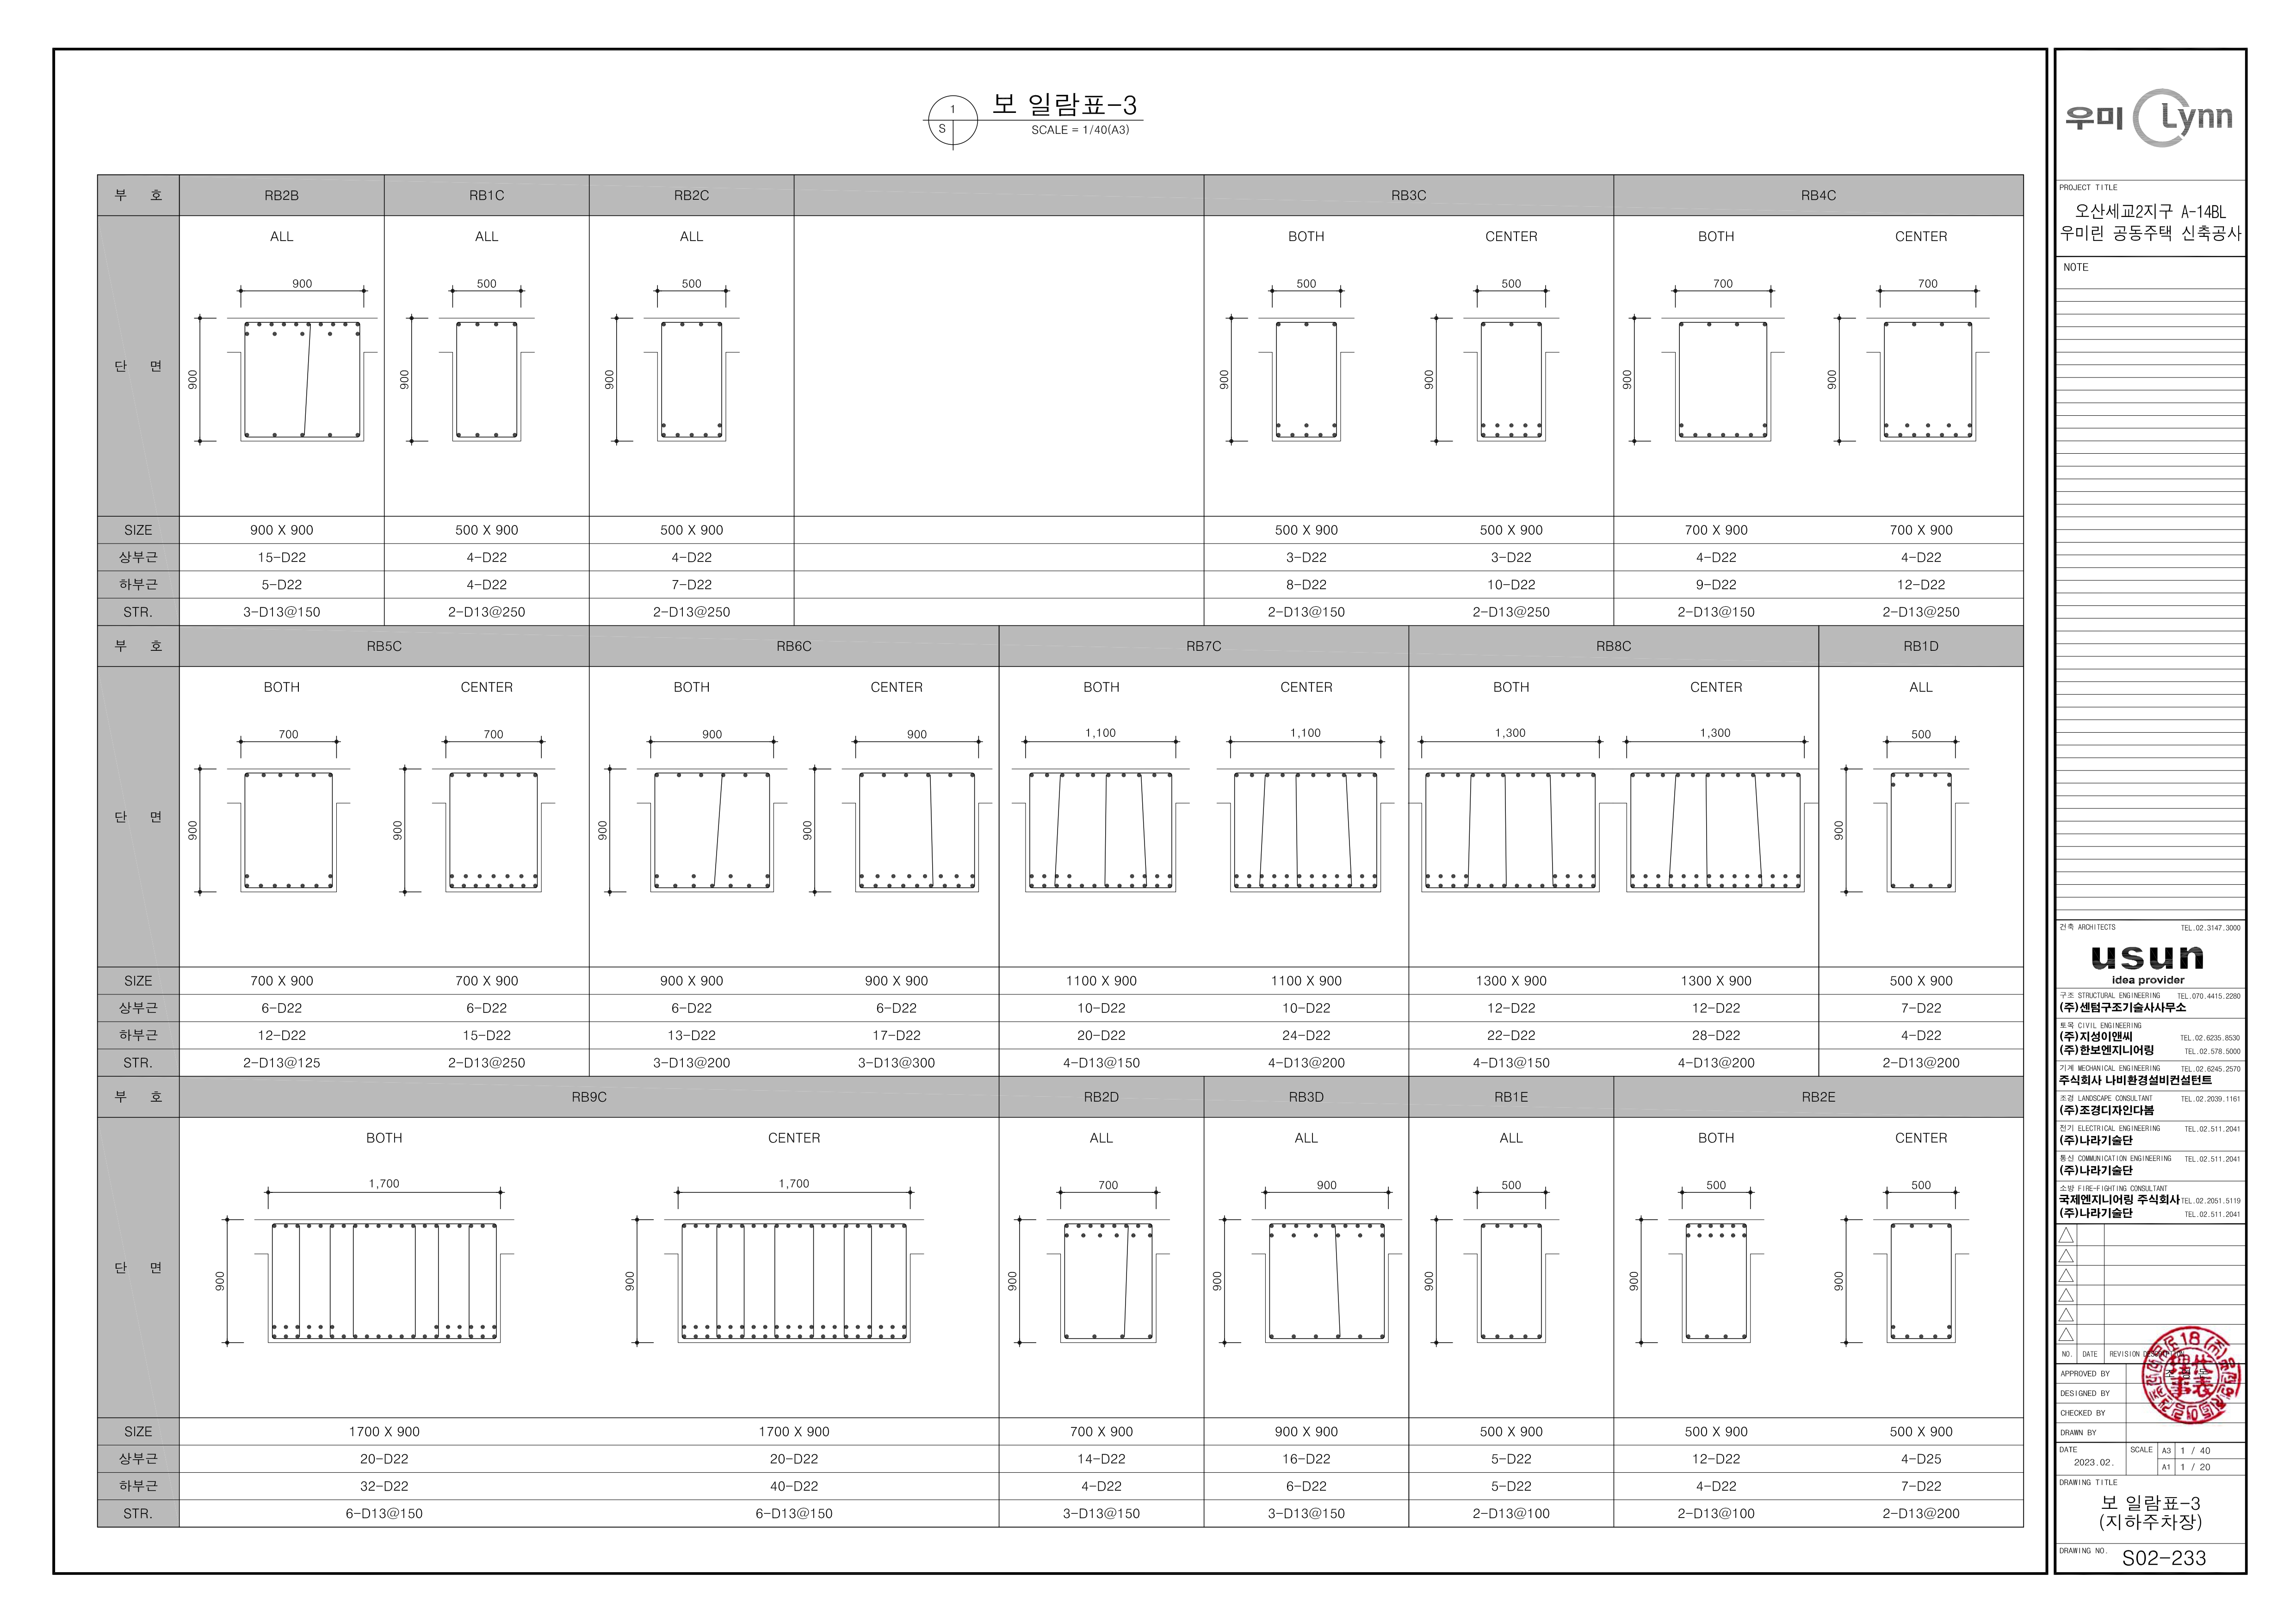 1
S
보 일람표-3
SCALE = 1/40(A3)
부 호 RB2B RB1C RB2C RB3C RB4C
ALL ALL ALL BOTH CENTER BOTH CENTER
900 500 500 500 500 700 700
단 면
900 900 900 900 900 900 900
SIZE 900 X 900 500 X 900 500 X 900 500 X 900 500 X 900 700 X 900 700 X 900
상부근 15-D22 4-D22 4-D22 3-D22 3-D22 4-D22 4-D22
하부근 5-D22 4-D22 7-D22 8-D22 10-D22 9-D22 12-D22
STR. 3-D13@150 2-D13@250 2-D13@250 2-D13@150 2-D13@250 2-D13@150 2-D13@250
부 호 RB5C RB6C RB7C RB8C RB1D
BOTH CENTER BOTH CENTER BOTH CENTER BOTH CENTER ALL
700 700 900 900 1,100 1,100 1,300 1,300 500
단 면
900 900 900 900 900
SIZE 700 X 900 700 X 900 900 X 900 900 X 900 1100 X 900 1100 X 900 1300 X 900 1300 X 900 500 X 900
상부근 6-D22 6-D22 6-D22 6-D22 10-D22 10-D22 12-D22 12-D22 7-D22
하부근 12-D22 15-D22 13-D22 17-D22 20-D22 24-D22 22-D22 28-D22 4-D22
STR. 2-D13@125 2-D13@250 3-D13@200 3-D13@300 4-D13@150 4-D13@200 4-D13@150 4-D13@200 2-D13@200
부 호 RB9C RB2D RB3D RB1E RB2E
BOTH CENTER ALL ALL ALL BOTH CENTER
1,700 1,700 700 900 500 500 500
단 면
900 900 900 900 900 900 900
SIZE 1700 X 900 1700 X 900 700 X 900 900 X 900 500 X 900 500 X 900 500 X 900
상부근 20-D22 20-D22 14-D22 16-D22 5-D22 12-D22 4-D25
하부근 32-D22 40-D22 4-D22 6-D22 5-D22 4-D22 7-D22
STR. 6-D13@150 6-D13@150 3-D13@150 3-D13@150 2-D13@100 2-D13@100 2-D13@200
우미 Lynn
PROJECT TITLE
오산세교2지구 A-14BL
우미린 공동주택 신축공사
NOTE
건축 ARCHITECTS TEL.02.3147.3000
usun
idea provider
구조 STRUCTURAL ENGINEERING TEL.070.4415.2280
(주)센텀구조기술사사무소
토목 CIVIL ENGINEERING
(주)지성이앤씨 TEL.02.6235.8530
(주)한보엔지니어링 TEL.02.578.5000
기계 MECHANICAL ENGINEERING TEL.02.6245.2570
주식회사 나비환경설비컨설턴트
조경 LANDSCAPE CONSULTANT TEL.02.2039.1161
(주)조경디자인다봄
전기 ELECTRICAL ENGINEERING TEL.02.511.2041
(주)나라기술단
통신 COMMUNICATION ENGINEERING TEL.02.511.2041
(주)나라기술단
소방 FIRE-FIGHTING CONSULTANT
국제엔지니어링 주식회사 TEL.02.2051.5119
(주)나라기술단 TEL.02.511.2041
NO. DATE REVISION
APPROVED BY
DESIGNED BY
CHECKED BY
DRAWN BY
DATE SCALE A3 1 / 40
2023.02. A1 1 / 20
DRAWING TITLE
보 일람표-3
(지하주차장)
DRAWING NO.
S02-233